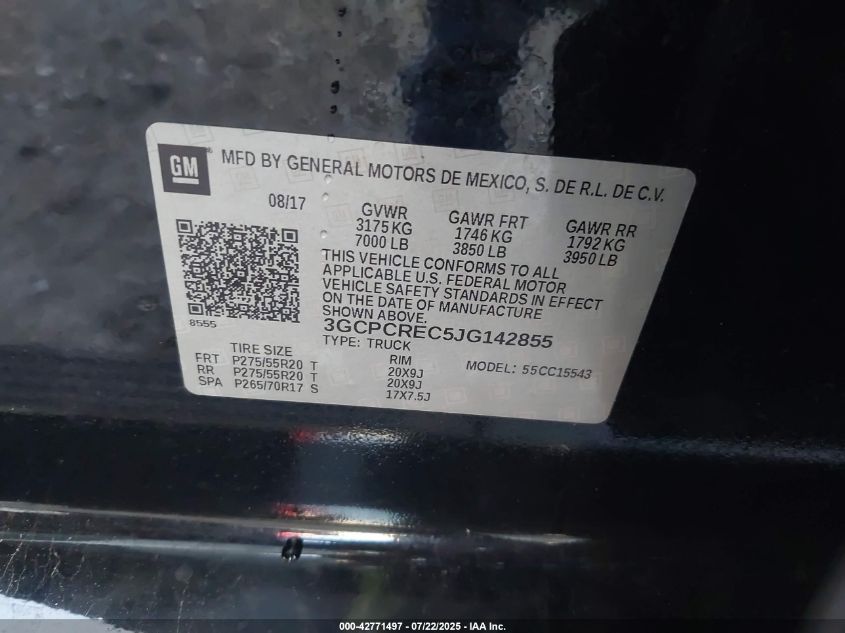 GM
MFD BY GENERAL MOTORS DE MEXICO, S. DE R.L. DE C.V.
08/17
GVWR GAWR FRT GAWR RR
3175 KG 1746 KG 1792 KG
7000 LB 3850 LB 3950 LB
THIS VEHICLE CONFORMS TO ALL
APPLICABLE U.S. FEDERAL MOTOR
VEHICLE SAFETY STANDARDS IN EFFECT
ON THE DATE OF MANUFACTURE
SHOWN ABOVE.
8555
3GCPCREC5JG142855
TYPE: TRUCK
TIRE SIZE RIM MODEL: 55CC15543
FRT P275/55R20 T 20X9J
RR P275/55R20 T 20X9J
SPA P265/70R17 S 17X7.5J
000-42771497 - 07/22/2025 - IAA Inc.